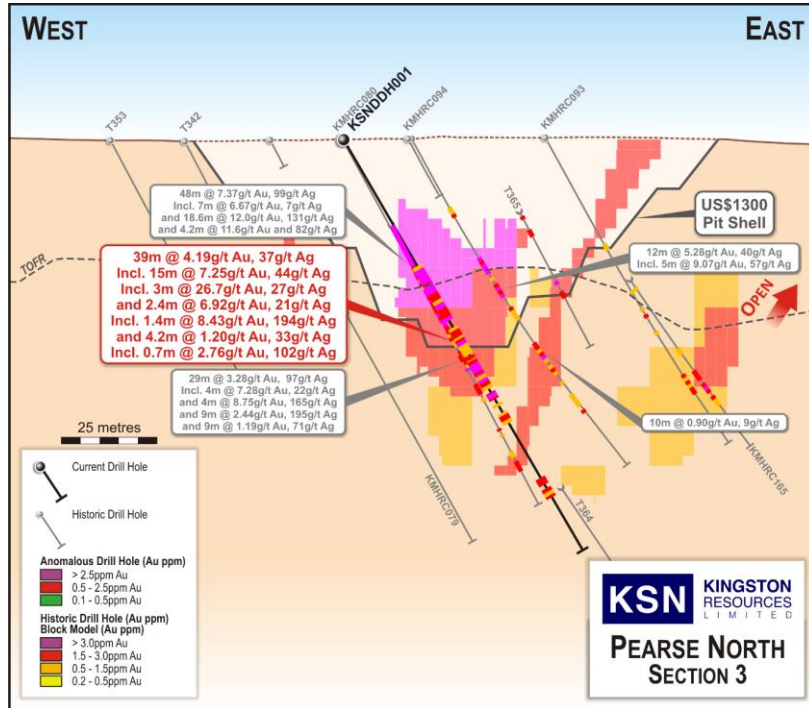 WEST
EAST
T353
T342
KMHRC080
KSNDDH001
KMHRC094
KMHRC093
T365
48m @ 7.37g/t Au, 99g/t Ag
Incl. 7m @ 6.67g/t Au, 7g/t Ag
and 18.6m @ 12.0g/t Au, 131g/t Ag
and 4.2m @ 11.6g/t Au and 82g/t Ag
US$1300
Pit Shell
39m @ 4.19g/t Au, 37g/t Ag
Incl. 15m @ 7.25g/t Au, 44g/t Ag
Incl. 3m @ 26.7g/t Au, 27g/t Ag
and 2.4m @ 6.92g/t Au, 21g/t Ag
Incl. 1.4m @ 8.43g/t Au, 194g/t Ag
and 4.2m @ 1.20g/t Au, 33g/t Ag
Incl. 0.7m @ 2.76g/t Au, 102g/t Ag
12m @ 5.28g/t Au, 40g/t Ag
Incl. 5m @ 9.07g/t Au, 57g/t Ag
TOFR
OPEN
29m @ 3.28g/t Au, 97g/t Ag
Incl. 4m @ 7.28g/t Au, 22g/t Ag
and 4m @ 8.75g/t Au, 165g/t Ag
and 9m @ 2.44g/t Au, 195g/t Ag
and 9m @ 1.19g/t Au, 71g/t Ag
10m @ 0.90g/t Au, 9g/t Ag
25 metres
KMHRC079
T364
KMHRC165
Current Drill Hole
Historic Drill Hole
Anomalous Drill Hole (Au ppm)
> 2.5ppm Au
0.5 - 2.5ppm Au
0.1 - 0.5ppm Au
Historic Drill Hole (Au ppm)
Block Model (Au ppm)
> 3.0ppm Au
1.5 - 3.0ppm Au
0.5 - 1.5ppm Au
0.2 - 0.5ppm Au
KSN
KINGSTON
RESOURCES
LIMITED
PEARSE NORTH
SECTION 3